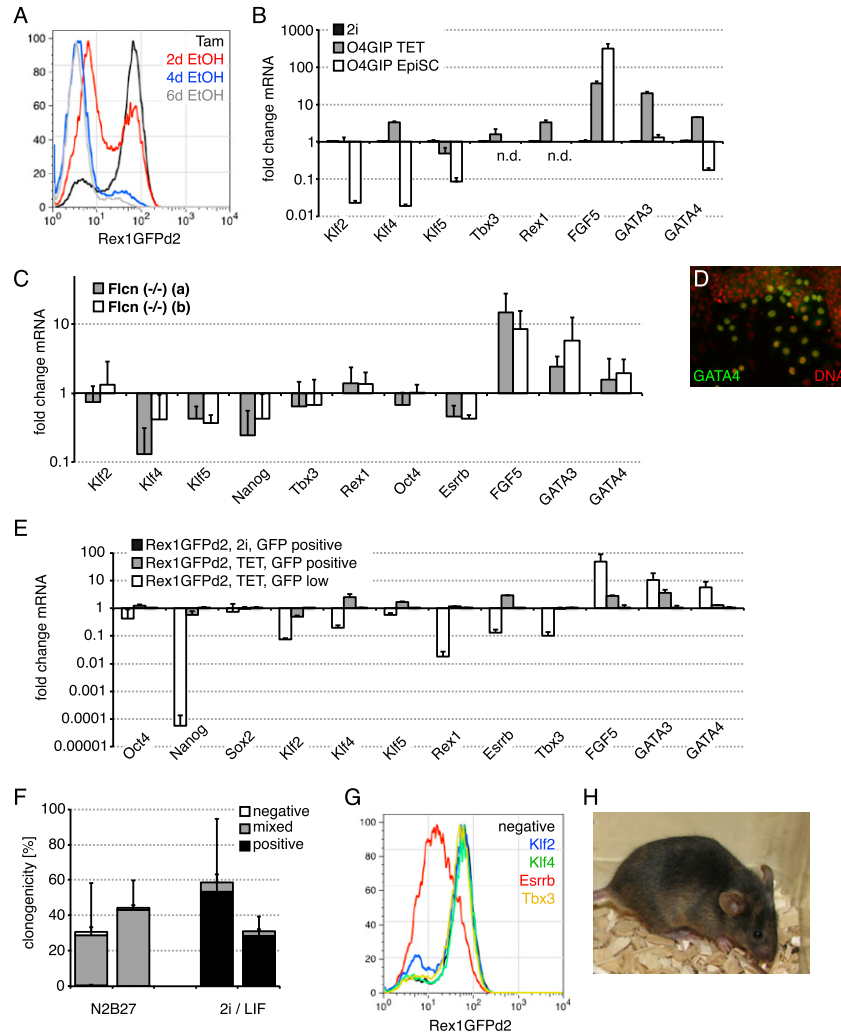 A
Tam
2d EtOH
4d EtOH
6d EtOH
100
80
60
40
20
0
10^0
10^1
10^2
10^3
10^4
Rex1GFPd2
B
2i
O4GIP TET
O4GIP EpiSC
fold change mRNA
1000
100
10
1
0.1
0.01
n.d.
n.d.
Klf2
Klf4
Klf5
Tbx3
Rex1
FGF5
GATA3
GATA4
C
Flcn (-/-) (a)
Flcn (-/-) (b)
fold change mRNA
10
1
0.1
Klf2
Klf4
Klf5
Nanog
Tbx3
Rex1
Oct4
Esrrb
FGF5
GATA3
GATA4
D
GATA4
DNA
E
Rex1GFPd2, 2i, GFP positive
Rex1GFPd2, TET, GFP positive
Rex1GFPd2, TET, GFP low
fold change mRNA
100
10
1
0.1
0.01
0.001
0.0001
0.00001
Oct4
Nanog
Sox2
Klf2
Klf4
Klf5
Rex1
Esrrb
Tbx3
FGF5
GATA3
GATA4
F
negative
mixed
positive
clonogenicity [%]
100
80
60
40
20
0
N2B27
2i / LIF
G
negative
Klf2
Klf4
Esrrb
Tbx3
100
80
60
40
20
0
10^0
10^1
10^2
10^3
10^4
Rex1GFPd2
H